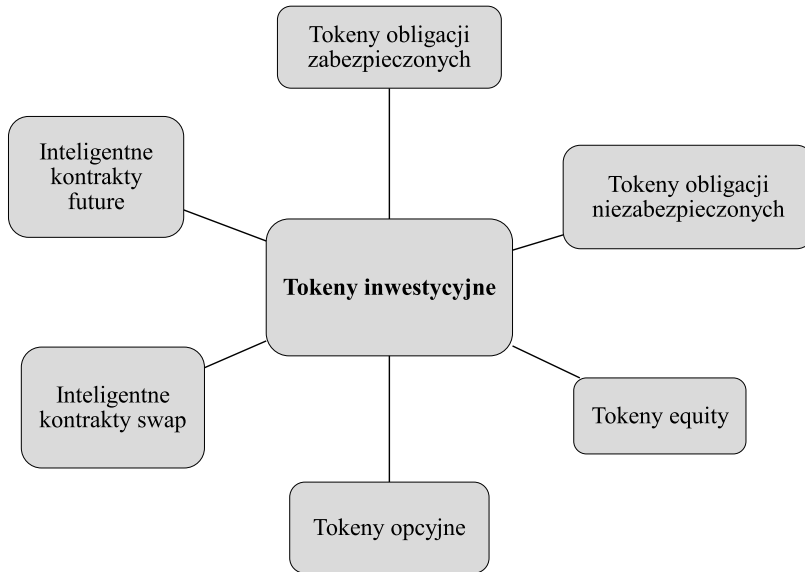 Tokeny obligacji
zabezpieczonych
Inteligentne
kontrakty
future
Tokeny obligacji
niezabezpieczonych
Tokeny inwestycyjne
Inteligentne
kontrakty swap
Tokeny equity
Tokeny opcyjne